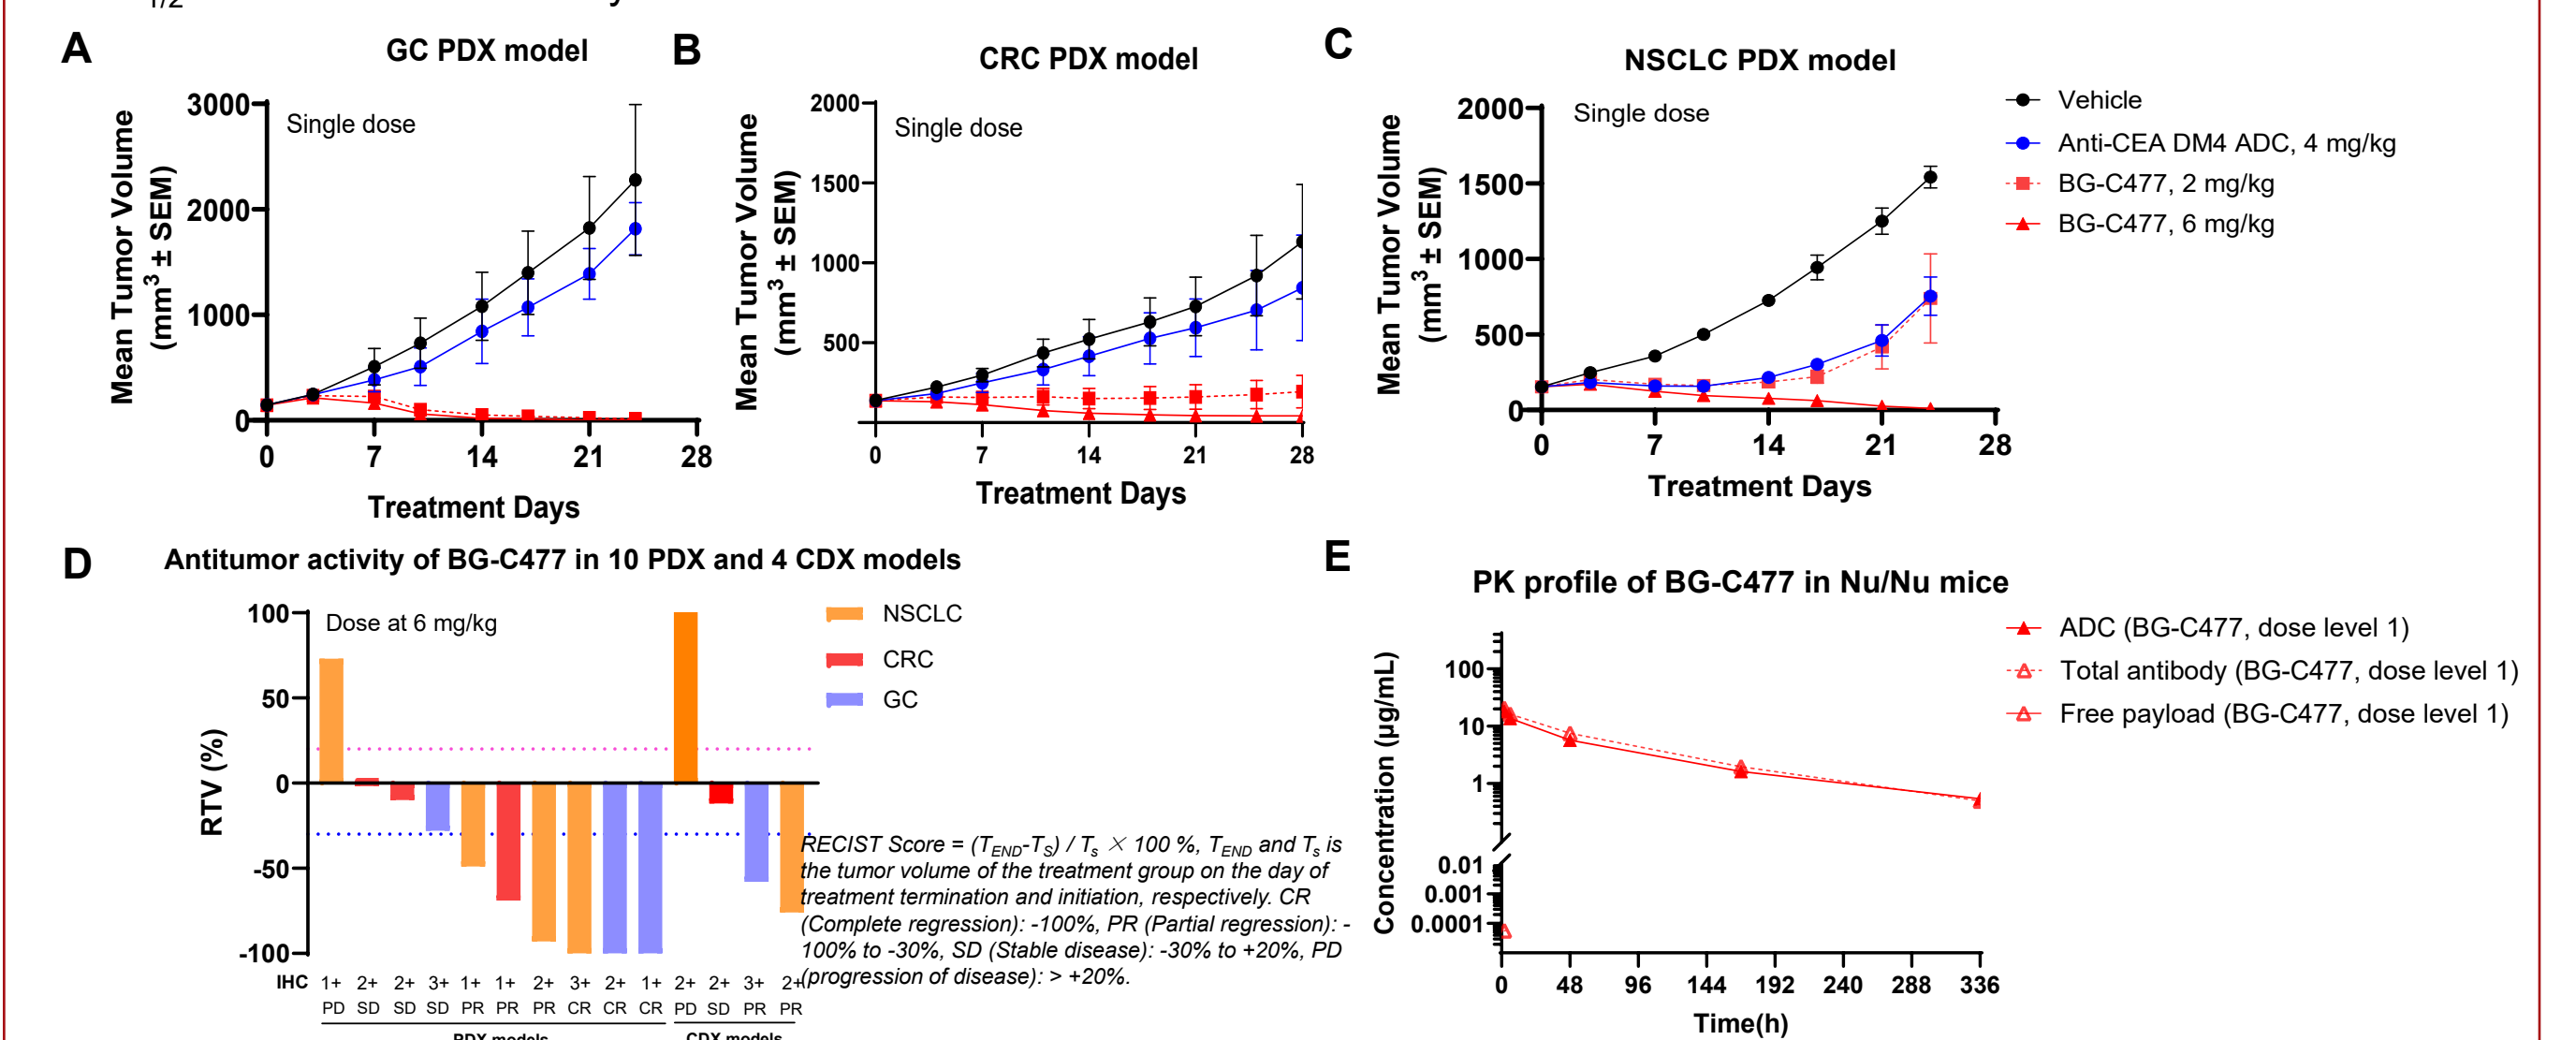 1/2
A
GC PDX model
3000
2000
1000
0
Single dose
Mean Tumor Volume
(mm³ ± SEM)
0 7 14 21 28
Treatment Days
B
CRC PDX model
2000
1500
1000
500
Single dose
Mean Tumor Volume
(mm³ ± SEM)
0 7 14 21 28
Treatment Days
C
NSCLC PDX model
2000
1500
1000
500
0
Single dose
Mean Tumor Volume
(mm³ ± SEM)
0 7 14 21 28
Treatment Days
Vehicle
Anti-CEA DM4 ADC, 4 mg/kg
BG-C477, 2 mg/kg
BG-C477, 6 mg/kg
D
Antitumor activity of BG-C477 in 10 PDX and 4 CDX models
100
50
0
-50
-100
RTV (%)
Dose at 6 mg/kg
NSCLC
CRC
GC
RECIST Score = (T_END-T_S) / T_s × 100 %, T_END and T_s is
the tumor volume of the treatment group on the day of
treatment termination and initiation, respectively. CR
(Complete regression): -100%, PR (Partial regression): -
100% to -30%, SD (Stable disease): -30% to +20%, PD
(progression of disease): > +20%.
IHC 1+ 2+ 2+ 3+ 1+ 1+ 2+ 3+ 2+ 1+ 2+ 2+ 3+ 2+
PD SD SD SD PR PR PR CR CR CR PD SD PR PR
PDX models CDX models
E
PK profile of BG-C477 in Nu/Nu mice
100
10
1
0.01
0.001
0.0001
Concentration (µg/mL)
0 48 96 144 192 240 288 336
Time(h)
ADC (BG-C477, dose level 1)
Total antibody (BG-C477, dose level 1)
Free payload (BG-C477, dose level 1)